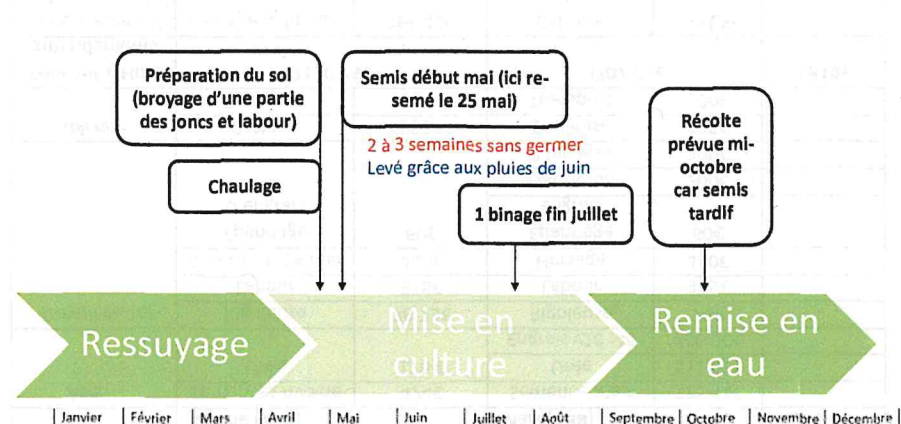 Préparation du sol
(broyage d'une partie
des joncs et labour)
Semis début mai (ici re-
semé le 25 mai)
2 à 3 semaines sans germer
Levé grâce aux pluies de juin
Chaulage
1 binage fin juillet
Récolte
prévue mi-
octobre
car semis
tardif
Ressuyage
Mise en
culture
Remise en
eau
Janvier Février Mars Avril Mai Juin Juillet Août Septembre Octobre Novembre Décembre